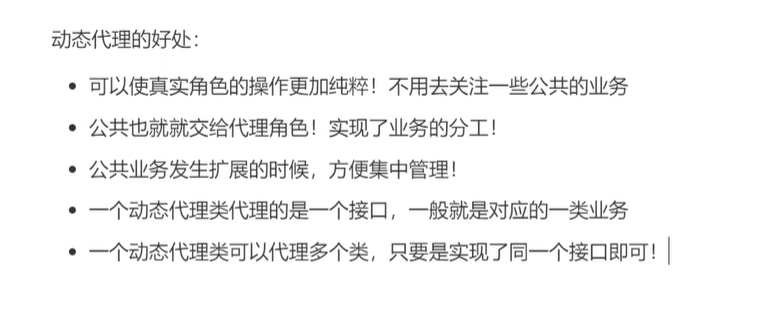 动态代理的好处：
可以使真实角色的操作更加纯粹！不用去关注一些公共的业务
公共也就就交给代理角色！实现了业务的分工！
公共业务发生扩展的时候，方便集中管理！
一个动态代理类代理的是一个接口，一般就是对应的一类业务
一个动态代理类可以代理多个类，只要是实现了同一个接口即可！